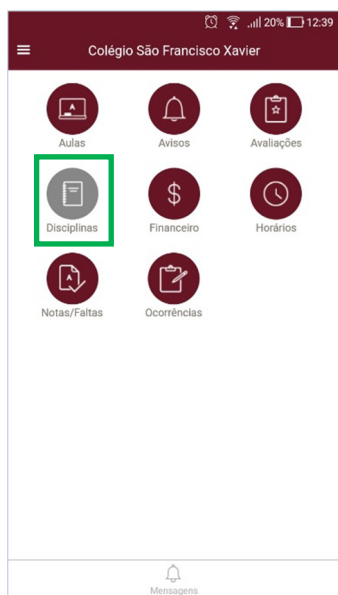 20% 12:39
Colégio São Francisco Xavier
Aulas Avisos Avaliações
Disciplinas Financeiro Horários
Notas/Faltas Ocorrências
Mensagens